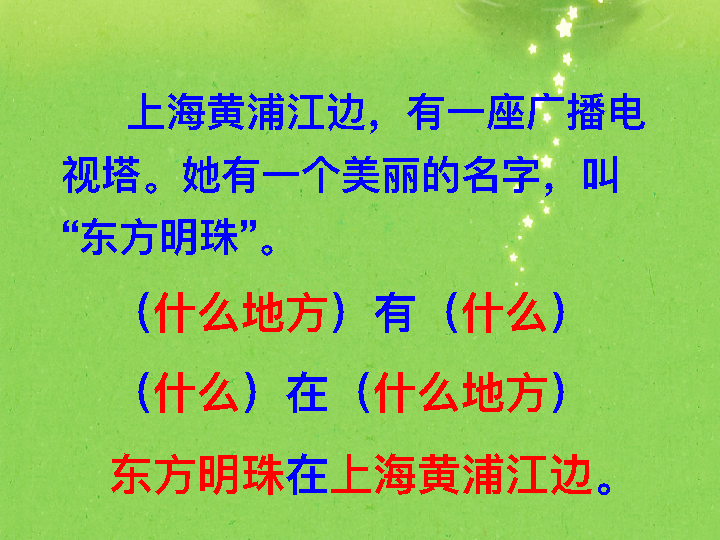 上海黄浦江边，有一座广播电
视塔。她有一个美丽的名字，叫
“东方明珠”。
（什么地方）有（什么）
（什么）在（什么地方）
东方明珠在上海黄浦江边。